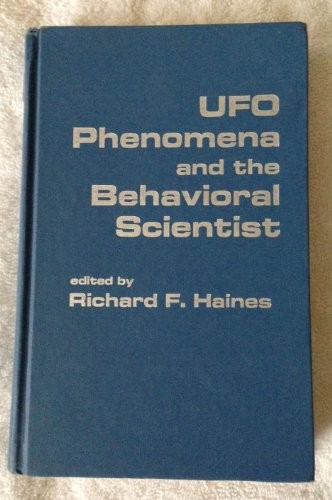 UFO
Phenomena
and the
Behavioral
Scientist
edited by
Richard F. Haines